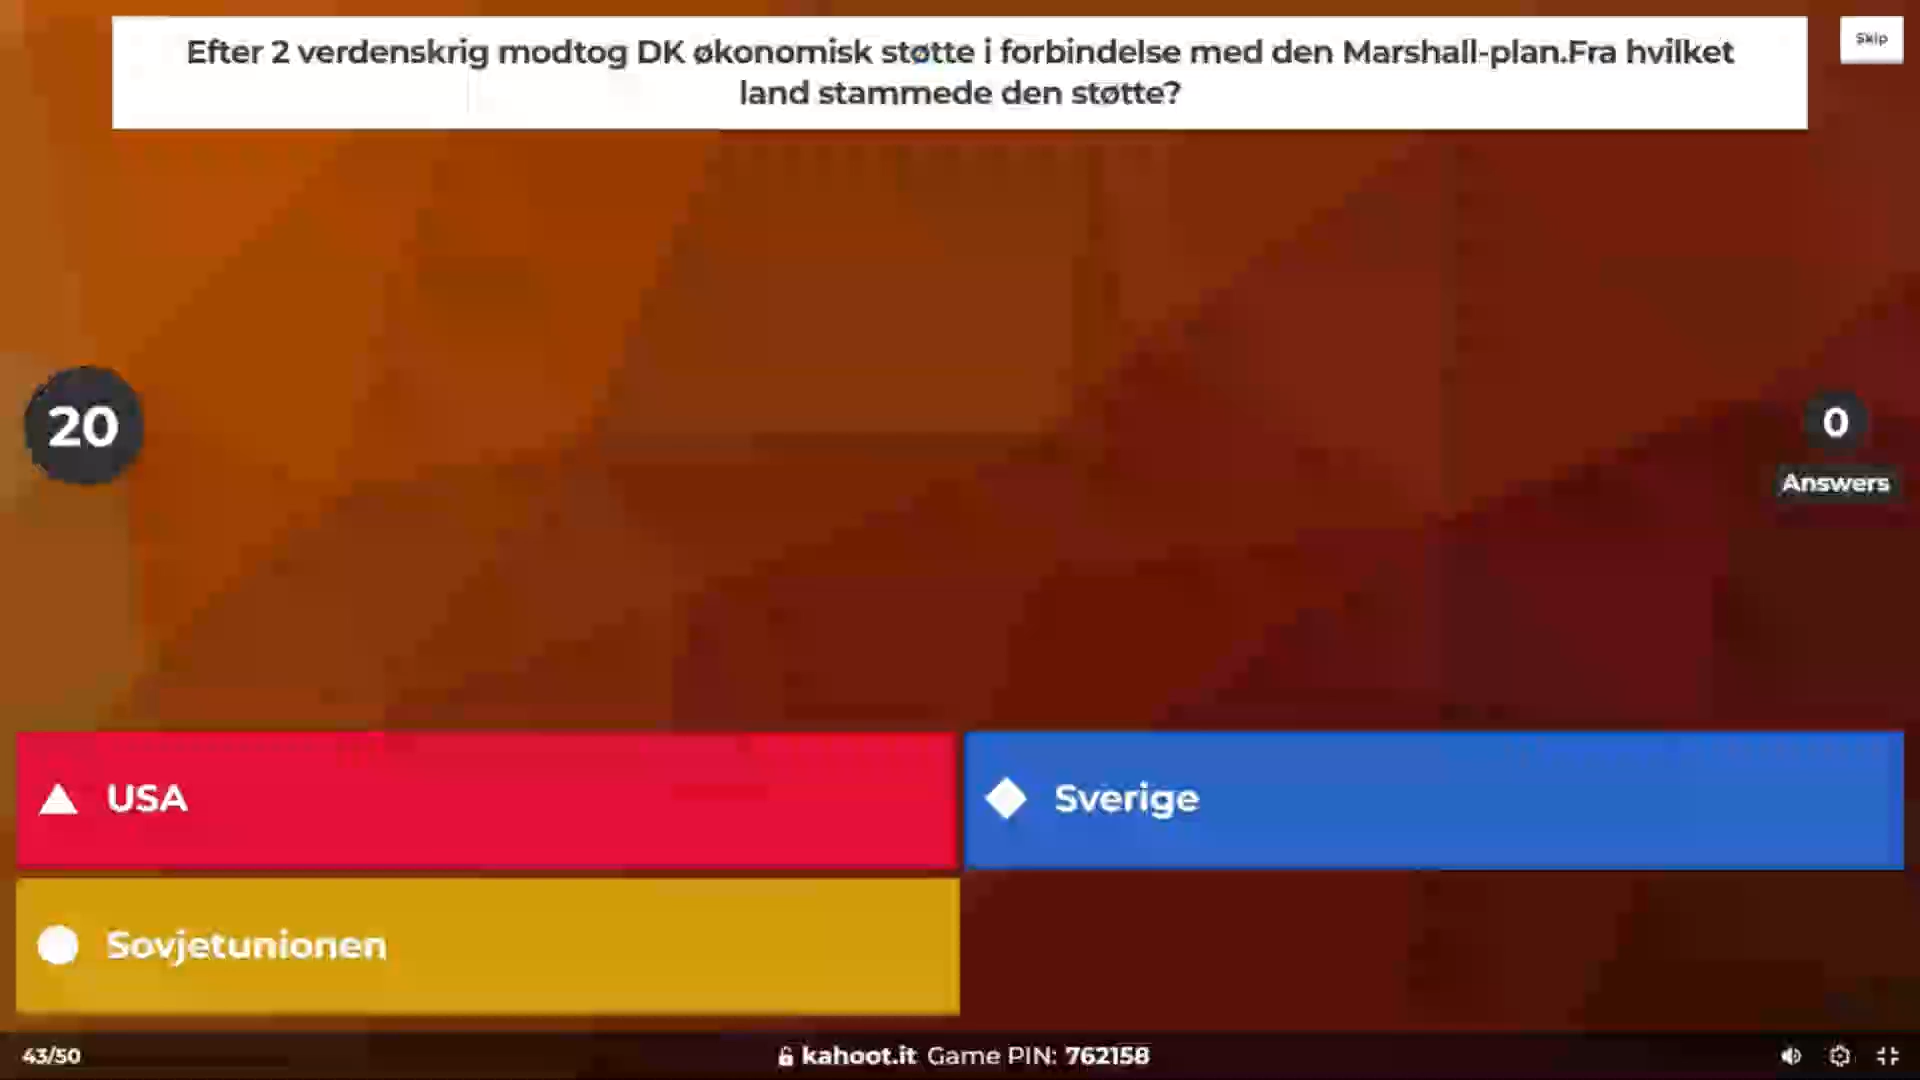 Efter 2 verdenskrig modtog DK økonomisk støtte i forbindelse med den Marshall-plan.Fra hvilket
land stammede den støtte?
Skip
20
0
Answers
USA
Sverige
Sovjetunionen
43/50
kahoot.it Game PIN: 762158